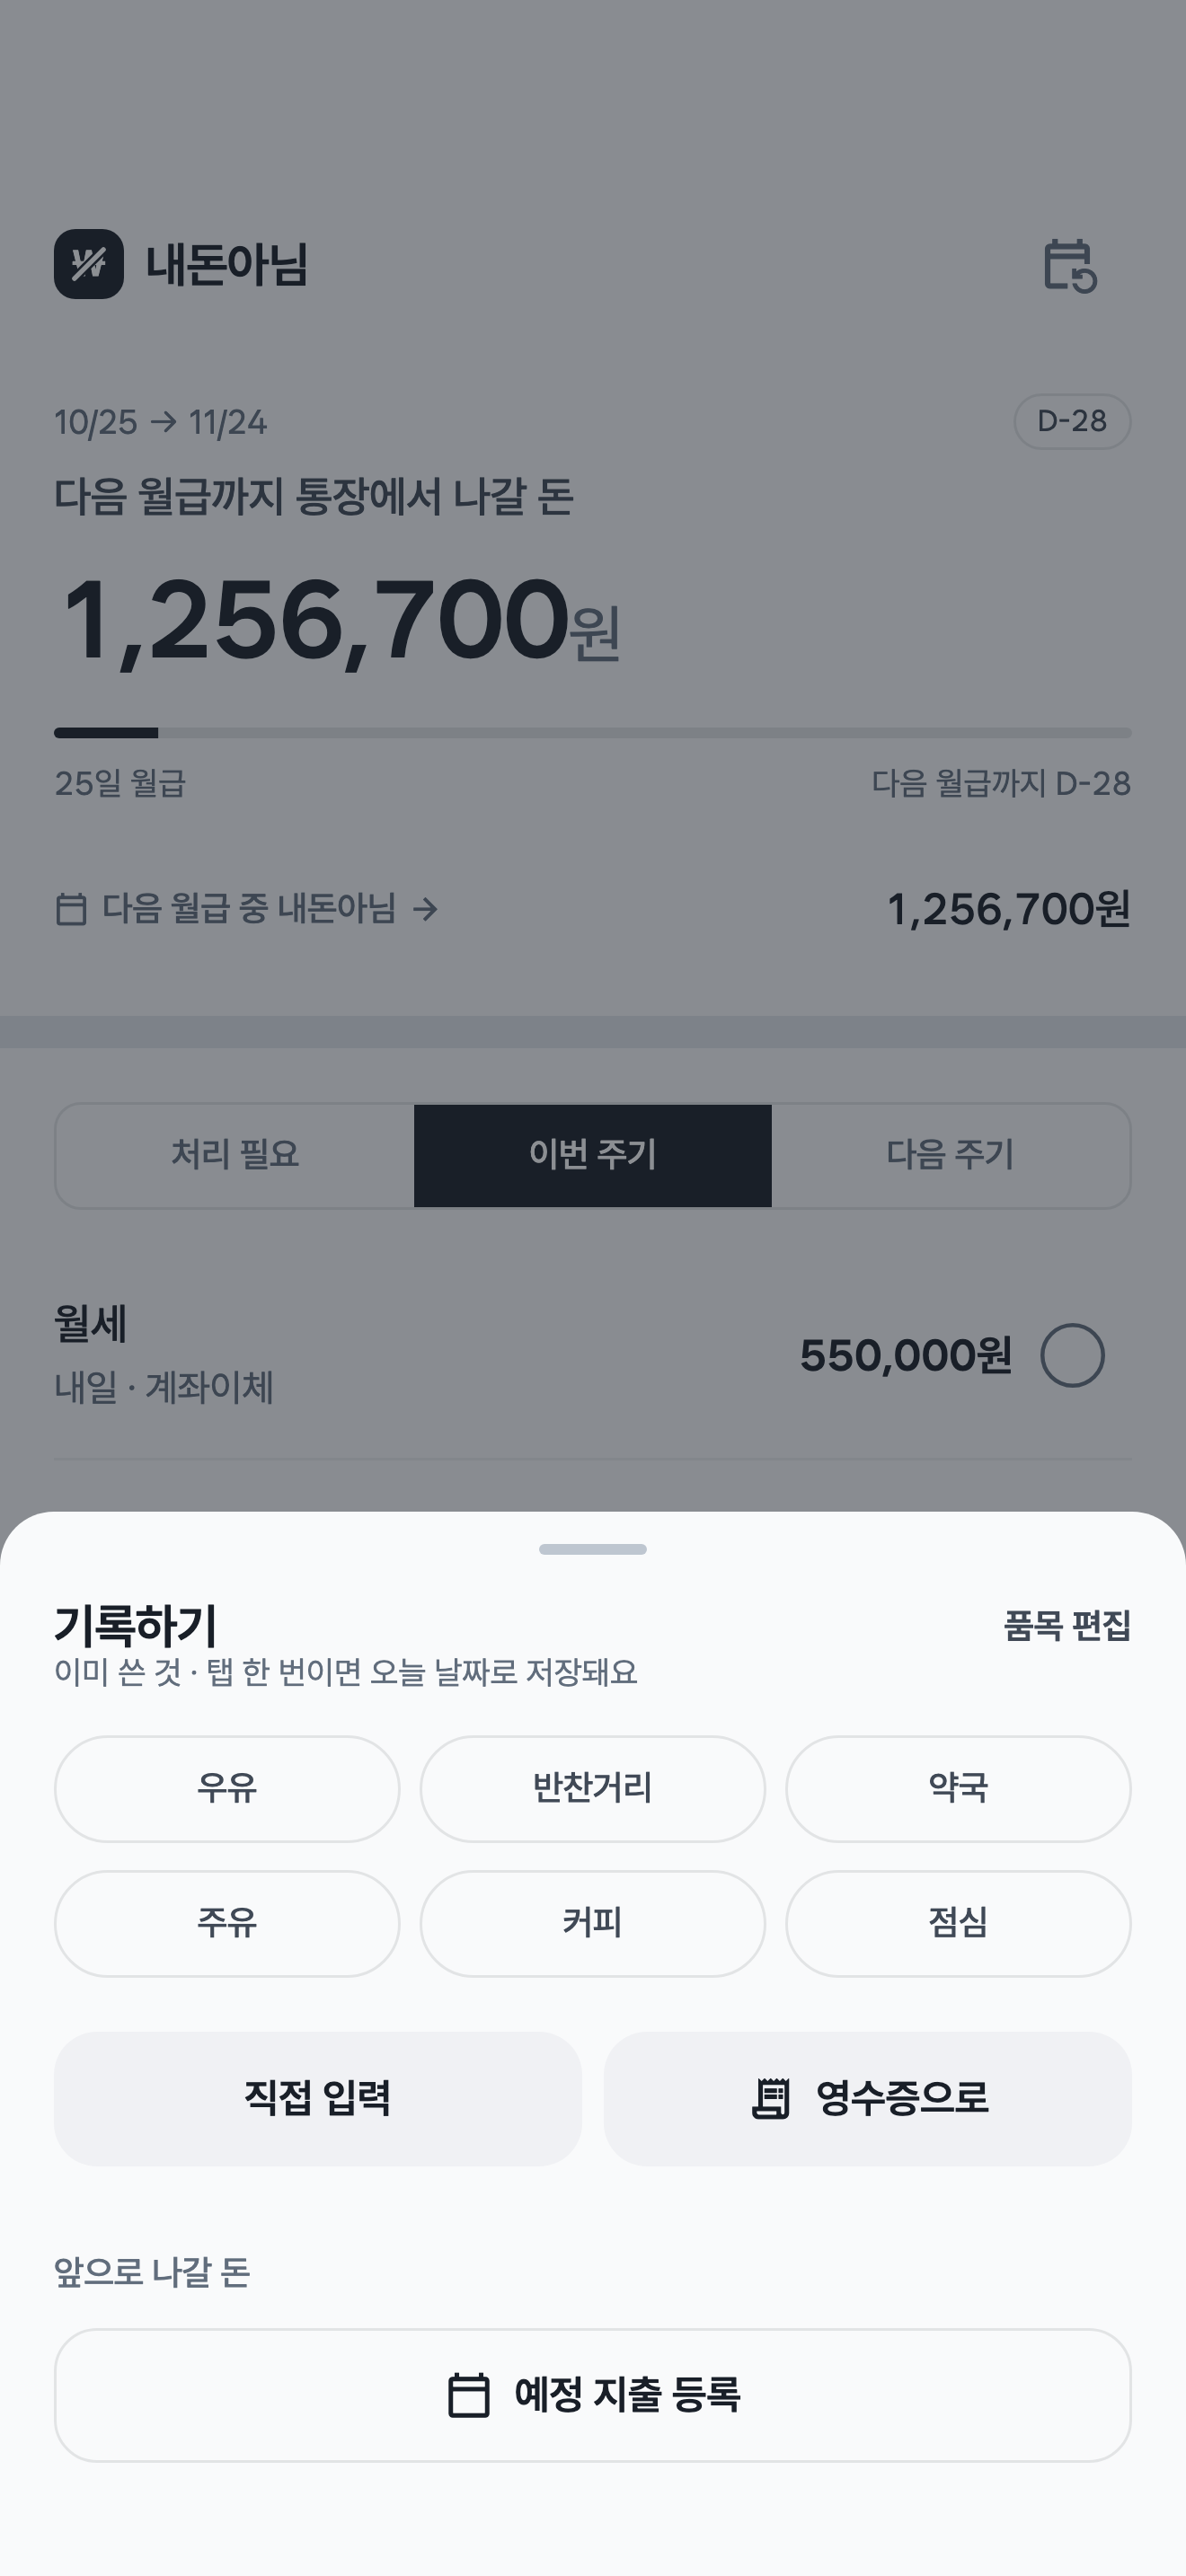 내돈아님
10/25 → 11/24
D-28
다음 월급까지 통장에서 나갈 돈
1,256,700원
25일 월급
다음 월급까지 D-28
다음 월급 중 내돈아님 →
1,256,700원
처리 필요
이번 주기
다음 주기
월세
550,000원
내일 · 계좌이체
기록하기
품목 편집
이미 쓴 것 · 탭 한 번이면 오늘 날짜로 저장돼요
우유
반찬거리
약국
주유
커피
점심
직접 입력
영수증으로
앞으로 나갈 돈
예정 지출 등록